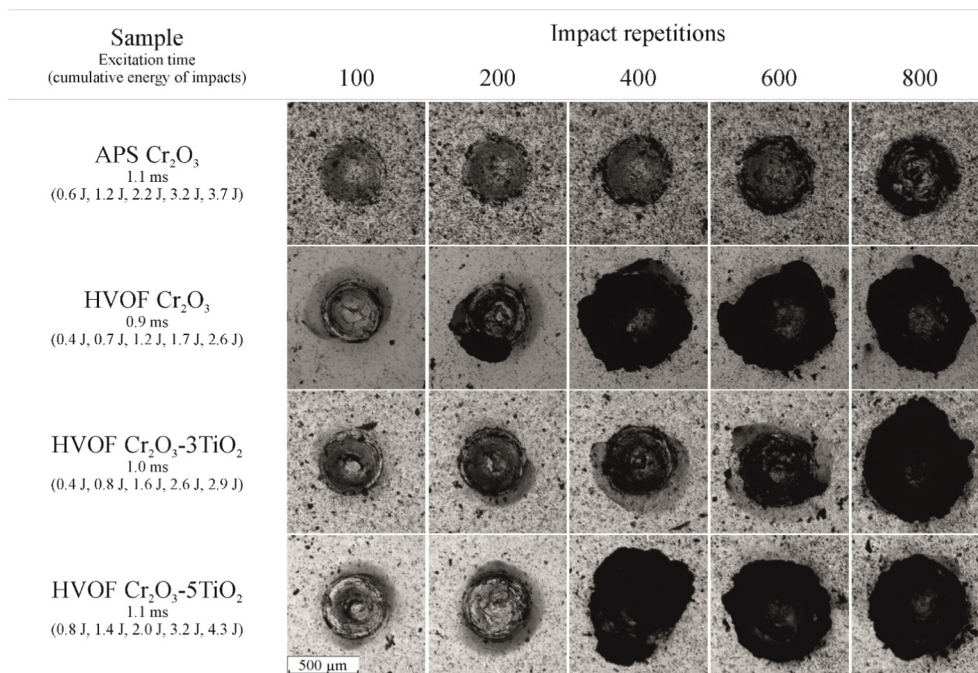 Sample
Excitation time
(cumulative energy of impacts)
Impact repetitions
100 200 400 600 800
APS Cr₂O₃
1.1 ms
(0.6 J, 1.2 J, 2.2 J, 3.2 J, 3.7 J)
HVOF Cr₂O₃
0.9 ms
(0.4 J, 0.7 J, 1.2 J, 1.7 J, 2.6 J)
HVOF Cr₂O₃-3TiO₂
1.0 ms
(0.4 J, 0.8 J, 1.6 J, 2.6 J, 2.9 J)
HVOF Cr₂O₃-5TiO₂
1.1 ms
(0.8 J, 1.4 J, 2.0 J, 3.2 J, 4.3 J)
500 µm